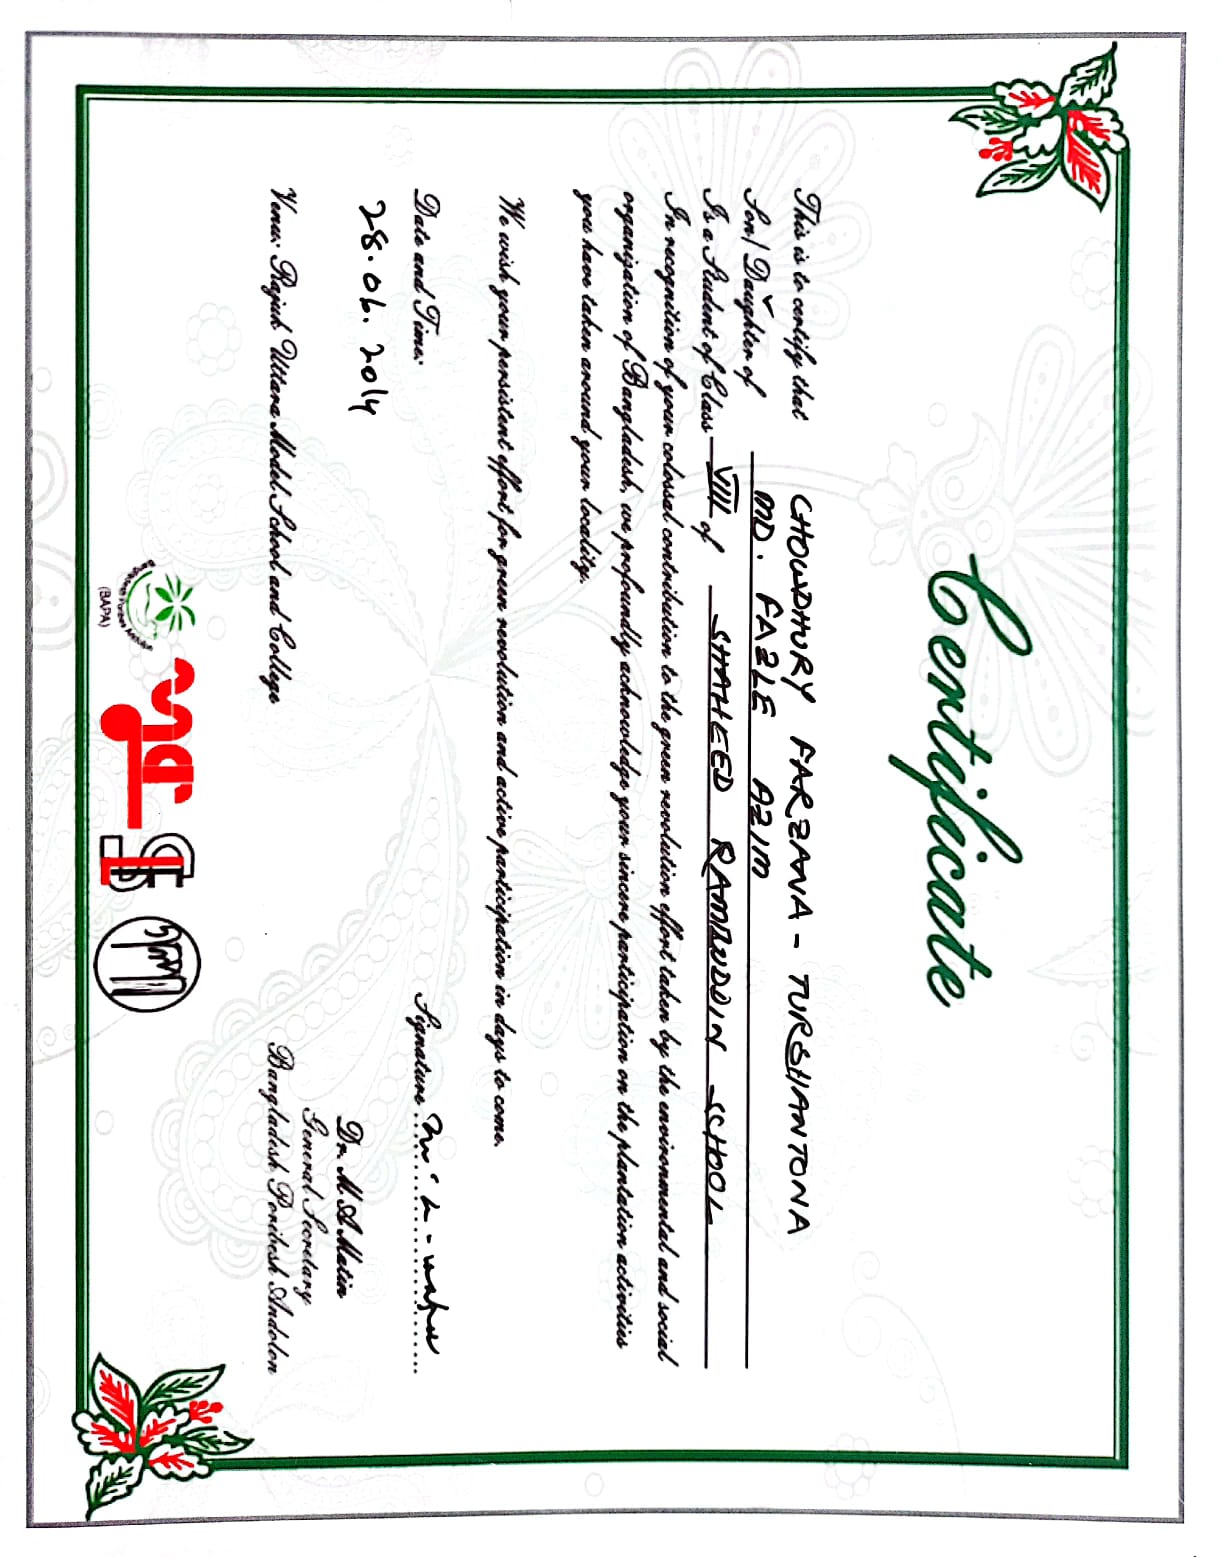 Certificate
This is to certify that CHOWDHURY FARZANA - TURSHANTONA
Son/ Daughter of MD. FAZLE AZIM
Is a Student of Class VIII of SHAHEED RAMIZUDDIN SCHOOL
In recognition of your colossal contribution to the green revolution effort taken by the environmental and social
organization of Bangladesh, we profoundly acknowledge your sincere participation on the plantation activities
you have taken around your locality.
We wish your persistent effort for green revolution and active participation in days to come.
Date and Time:
Signature
28.06.2014
Dr. M A Matin
General Secretary
Venu: Rajuk Uttara Model School and College
Bangladesh Poribesh Andolon
Bangladesh Poribesh Andolon
(BAPA)